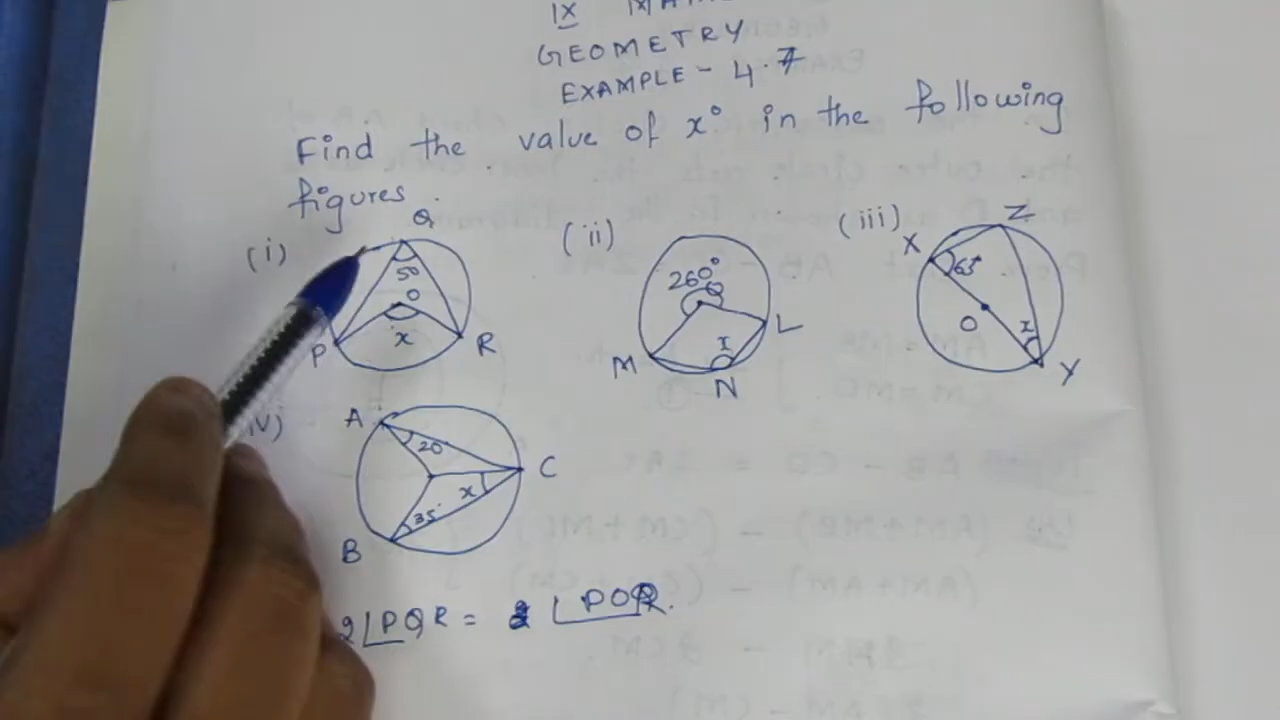 IX
GEOMETRY
EXAMPLE - 4.7
Find the value of x° in the following
figures
(i)
Q
50
O
x
P
R
(ii)
260°
O
x
M
L
N
(iii)
X
Z
63°
O
x
Y
A
20
C
x
35°
B
2∠PQR = ∠POR.